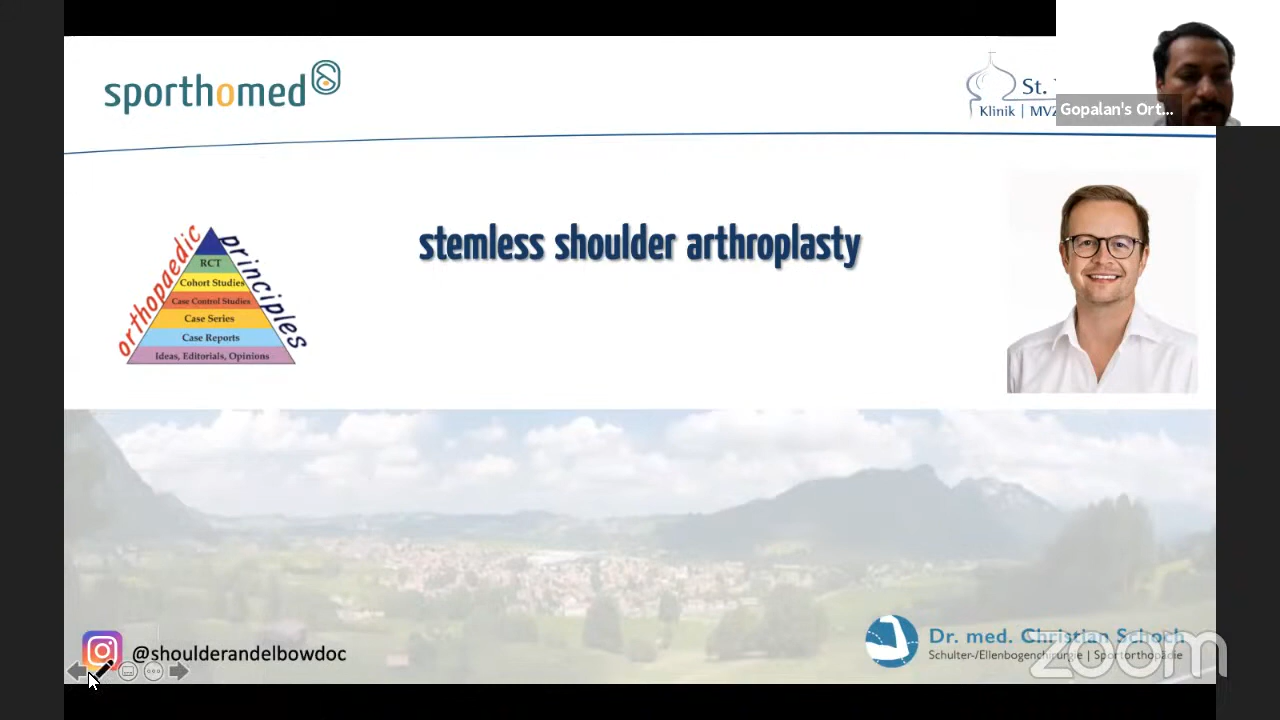 sporthomed
St.
Klinik | MVZ
Gopalan's Ort...
stemless shoulder arthroplasty
orthopaedic principles
RCT
Cohort Studies
Case Control Studies
Case Series
Case Reports
Ideas, Editorials, Opinions
@shoulderandelbowdoc
Dr. med. Christian Schoch
Schulter-/Ellenbogenchirurgie | Sportorthopädie
zoom